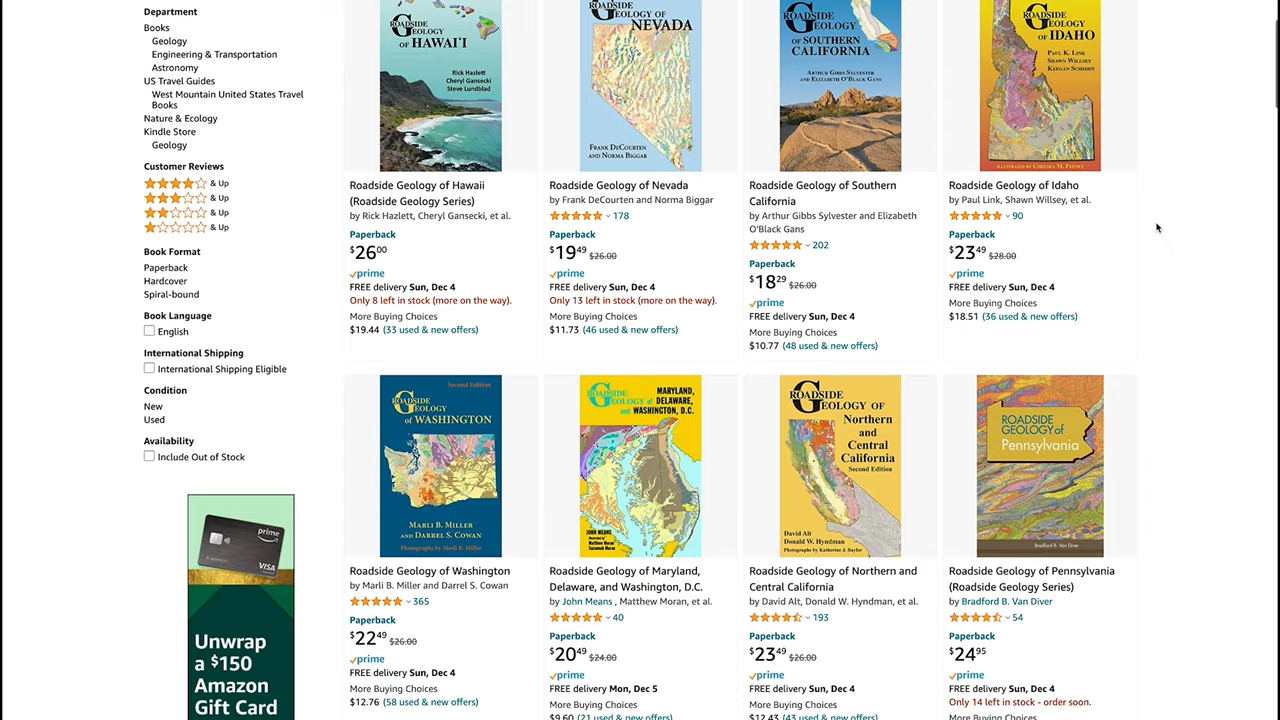 Department
Books
Geology
Engineering & Transportation
Astronomy
US Travel Guides
West Mountain United States Travel
Books
Nature & Ecology
Kindle Store
Geology
Customer Reviews
& Up
& Up
& Up
& Up
Book Format
Paperback
Hardcover
Spiral-bound
Book Language
English
International Shipping
International Shipping Eligible
Condition
New
Used
Availability
Include Out of Stock
prime
VISA
Unwrap
a $150
Amazon
Gift Card
ROADSIDE
GEOLOGY
OF HAWAI'I
Rick Hazlett
Cheryl Gansecki
Steve Lundblad
Roadside Geology of Hawaii
(Roadside Geology Series)
by Rick Hazlett, Cheryl Gansecki, et al.
Paperback
$2600
prime
FREE delivery Sun, Dec 4
Only 8 left in stock (more on the way).
More Buying Choices
$19.44 (33 used & new offers)
ROADSIDE
GEOLOGY OF
NEVADA
FRANK DECOURTEN
AND NORMA BIGGAR
Roadside Geology of Nevada
by Frank DeCourten and Norma Biggar
178
Paperback
$1949 $26.00
prime
FREE delivery Sun, Dec 4
Only 13 left in stock (more on the way).
More Buying Choices
$11.73 (46 used & new offers)
ROADSIDE
GEOLOGY
OF SOUTHERN
CALIFORNIA
ARTHUR GIBBS SYLVESTER
AND ELIZABETH O'BLACK GANS
Roadside Geology of Southern
California
by Arthur Gibbs Sylvester and Elizabeth
O'Black Gans
202
Paperback
$1829 $26.00
prime
FREE delivery Sun, Dec 4
More Buying Choices
$10.77 (48 used & new offers)
ROADSIDE
GEOLOGY
OF IDAHO
PAUL K. LINK
SHAWN WILLSEY
KEEGAN SCHMIDT
ILLUSTRATED BY CHELSEA M. FEENEY
Roadside Geology of Idaho
by Paul Link, Shawn Willsey, et al.
90
Paperback
$2349 $28.00
prime
FREE delivery Sun, Dec 4
More Buying Choices
$18.51 (36 used & new offers)
Second Edition
ROADSIDE
GEOLOGY
OF WASHINGTON
MARLI B. MILLER
AND DARREL S. COWAN
Photographs by Marli B. Miller
Roadside Geology of Washington
by Marli B. Miller and Darrel S. Cowan
365
Paperback
$2249 $26.00
prime
FREE delivery Sun, Dec 4
More Buying Choices
$12.76 (58 used & new offers)
ROADSIDE
GEOLOGY of
MARYLAND,
DELAWARE,
and WASHINGTON, D.C.
JOHN MEANS
Illustrated by
Matthew Moran
Suzannah Moran
Roadside Geology of Maryland,
Delaware, and Washington, D.C.
by John Means , Matthew Moran, et al.
40
Paperback
$2049 $24.00
prime
FREE delivery Mon, Dec 5
More Buying Choices
$9.60 (21 used & new offers)
ROADSIDE
GEOLOGY OF
Northern
and
Central
California
Second Edition
David Alt
Donald W. Hyndman
Photographs by Katherine J. Baylor
Roadside Geology of Northern and
Central California
by David Alt, Donald W. Hyndman, et al.
193
Paperback
$2349 $26.00
prime
FREE delivery Sun, Dec 4
More Buying Choices
$12.43 (43 used & new offers)
ROADSIDE
GEOLOGY of
Pennsylvania
Bradford B. Van Diver
Roadside Geology of Pennsylvania
(Roadside Geology Series)
by Bradford B. Van Diver
54
Paperback
$2495
prime
FREE delivery Sun, Dec 4
Only 14 left in stock - order soon.
More Buying Choices